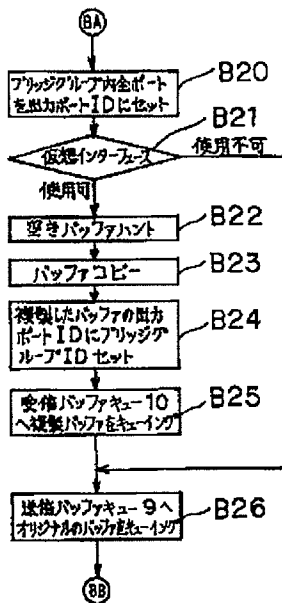 BA
ブリッジグループ内全ポート
を出力ポートIDにセット
B20
B21
仮想インターフェース
使用不可
使用可
空きバッファハント
B22
バッファコピー
B23
複製したバッファの出力
ポートIDにブリッジグ
ループIDセット
B24
受信バッファキュー10
へ複製バッファをキューイング
B25
送信バッファキュー9へ
オリジナルのバッファをキューイング
B26
BB